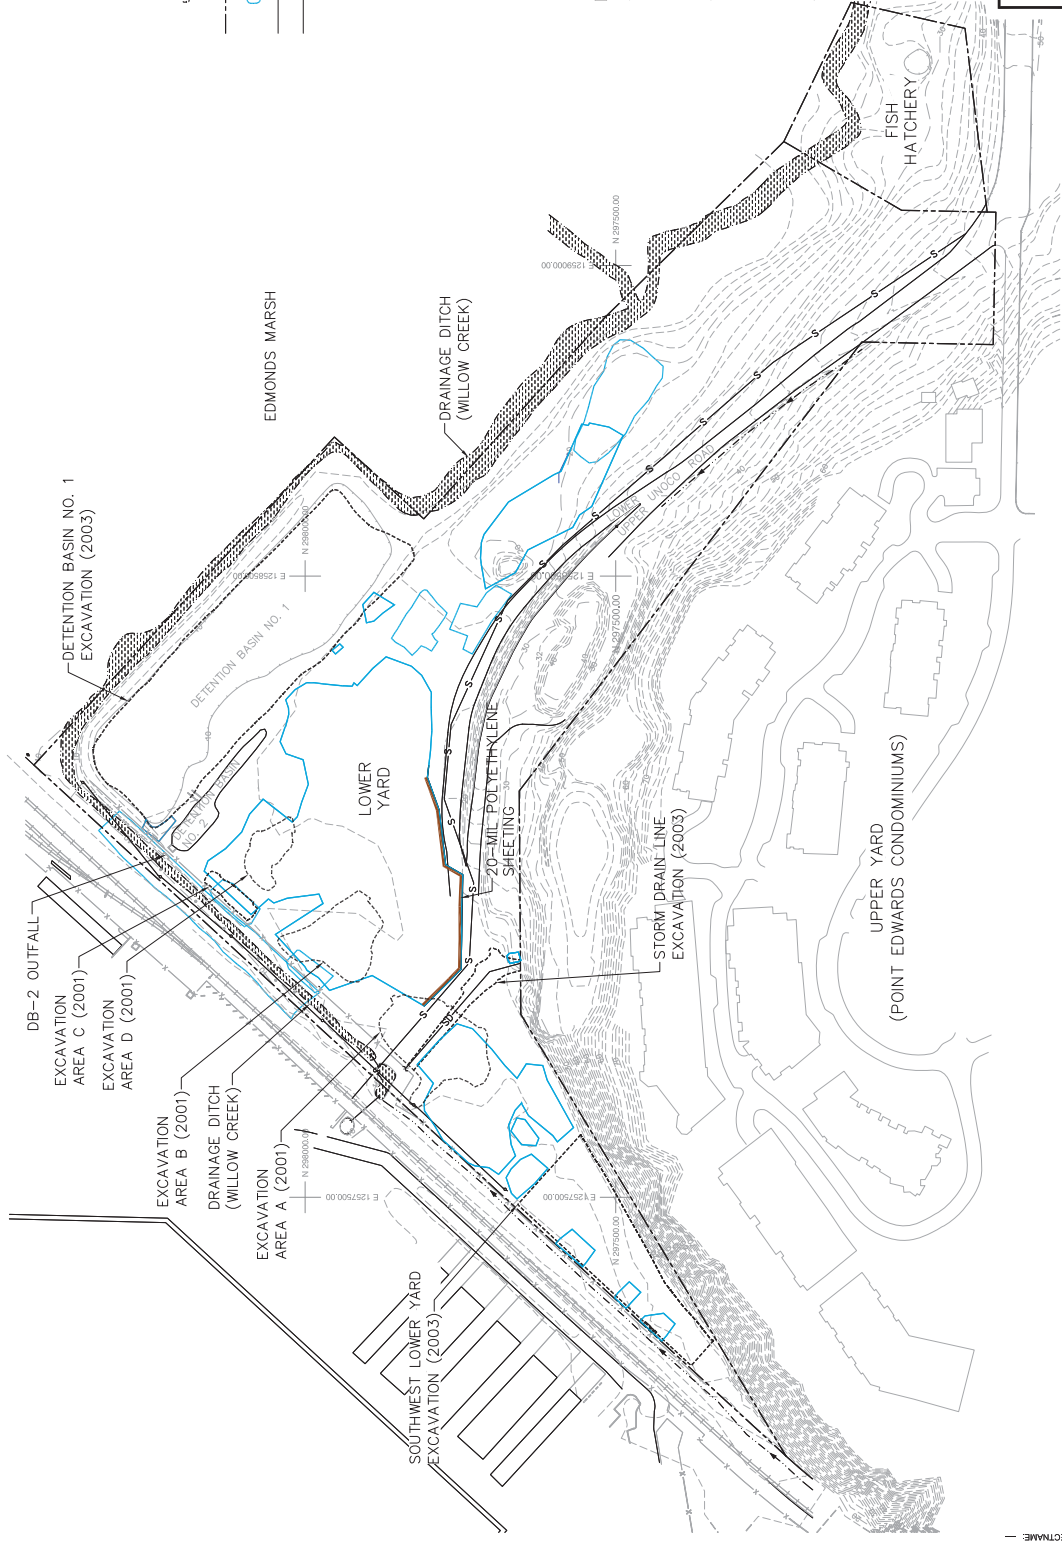 DETENTION BASIN NO. 1
EXCAVATION (2003)
EDMONDS MARSH
DRAINAGE DITCH
(WILLOW CREEK)
FISH
HATCHERY
N 297500.00
E 1259000.00
N 298000.00
DETENTION BASIN NO. 1
DETENTION BASIN
NO. 2
LOWER
YARD
LOWER
UPPER UNOCO ROAD
N 297500.00
20-MIL POLYETHYLENE
SHEETING
STORM DRAIN LINE
EXCAVATION (2003)
UPPER YARD
(POINT EDWARDS CONDOMINIUMS)
DB-2 OUTFALL
EXCAVATION
AREA C (2001)
EXCAVATION
AREA D (2001)
EXCAVATION
AREA B (2001)
DRAINAGE DITCH
(WILLOW CREEK)
EXCAVATION
AREA A (2001)
N 298000.00
E 1257500.00
E 1257500.00
N 297500.00
SOUTHWEST LOWER YARD
EXCAVATION (2003)